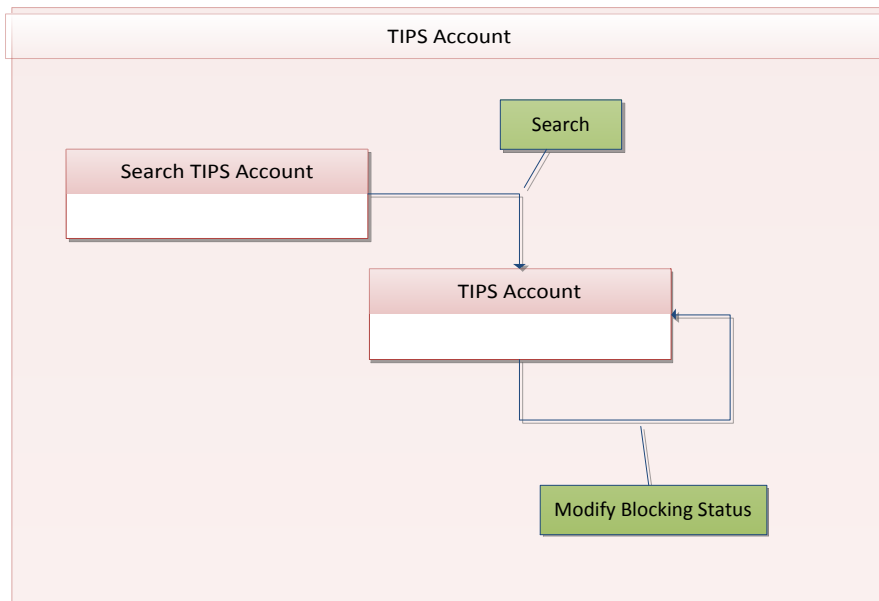 TIPS Account
Search
Search TIPS Account
TIPS Account
Modify Blocking Status